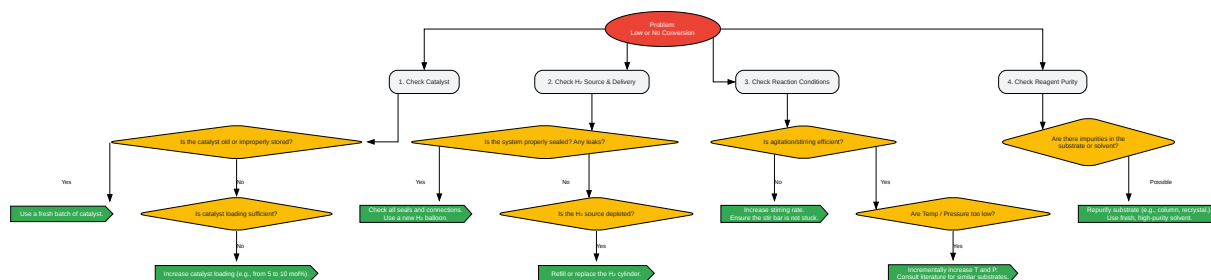 Problem:
Low or No Conversion
1. Check Catalyst
2. Check H₂ Source & Delivery
3. Check Reaction Conditions
4. Check Reagent Purity
Is the catalyst old or improperly stored?
Is the system properly sealed? Any leaks?
Is agitation/stirring efficient?
Are there impurities in the
substrate or solvent?
Yes
No
Yes
No
No
Yes
Possible
Use a fresh batch of catalyst.
Is catalyst loading sufficient?
Check all seals and connections.
Use a new H₂ balloon.
Is the H₂ source depleted?
Increase stirring rate.
Ensure the stir bar is not stuck.
Are Temp / Pressure too low?
Repurify substrate (e.g., column, recrystal.)
Use fresh, high-purity solvent.
No
Yes
Yes
Increase catalyst loading (e.g., from 5 to 10 mol%).
Refill or replace the H₂ cylinder.
Incrementally increase T and P.
Consult literature for similar substrates.